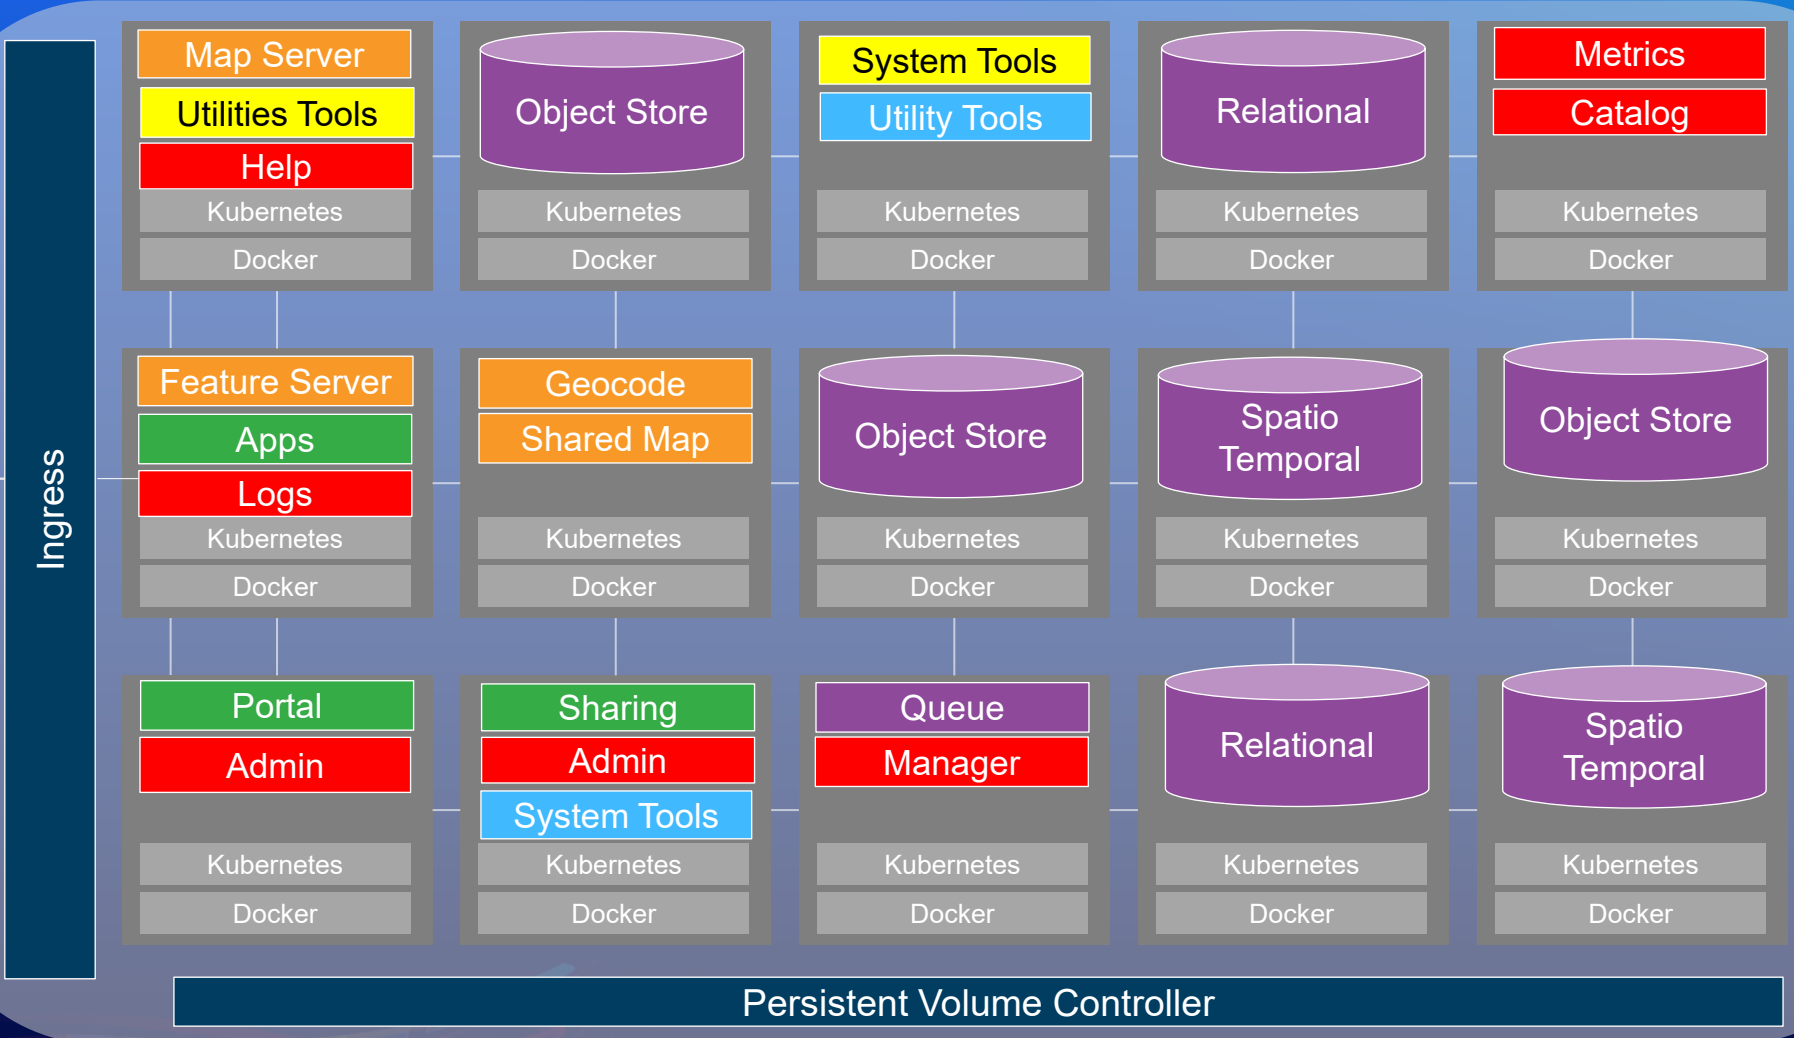 Ingress
Map Server
Utilities Tools
Help
Kubernetes
Docker
Object Store
Kubernetes
Docker
System Tools
Utility Tools
Kubernetes
Docker
Relational
Kubernetes
Docker
Metrics
Catalog
Kubernetes
Docker
Feature Server
Apps
Logs
Kubernetes
Docker
Geocode
Shared Map
Kubernetes
Docker
Object Store
Kubernetes
Docker
Spatio
Temporal
Kubernetes
Docker
Object Store
Kubernetes
Docker
Portal
Admin
Kubernetes
Docker
Sharing
Admin
System Tools
Kubernetes
Docker
Queue
Manager
Kubernetes
Docker
Relational
Kubernetes
Docker
Spatio
Temporal
Kubernetes
Docker
Persistent Volume Controller